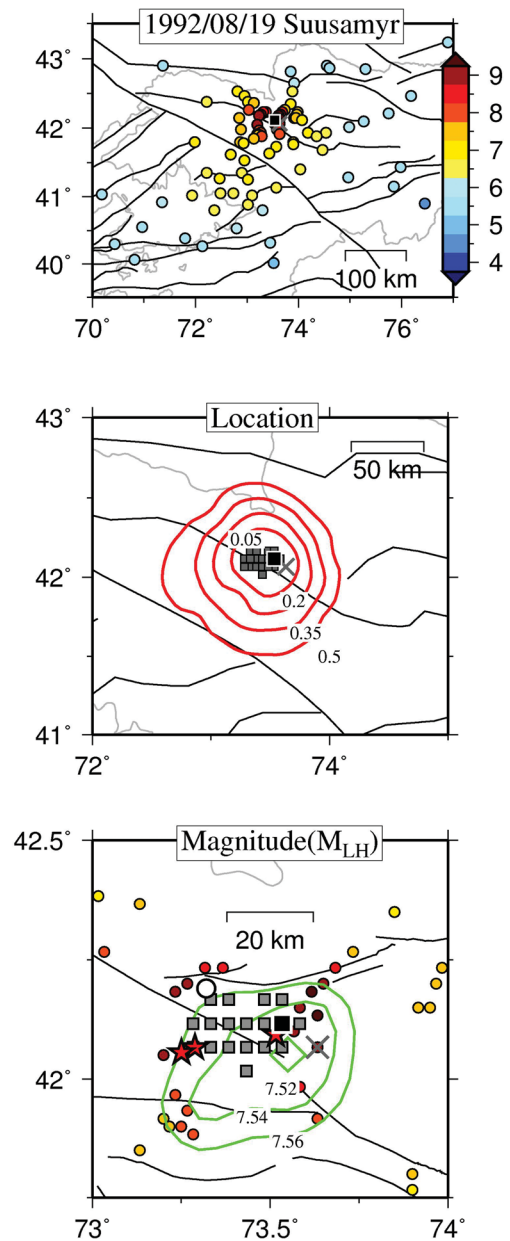 1992/08/19 Suusamyr
43˚
42˚
41˚
40˚
70 72 74 76˚
100 km
9
8
7
6
5
4
Location
43˚
42˚
41˚
72˚ 74˚
50 km
0.05
0.2
0.35
0.5
Magnitude(M_LH)
42.5˚
42˚
73˚ 73.5˚ 74˚
20 km
7.52
7.54
7.56